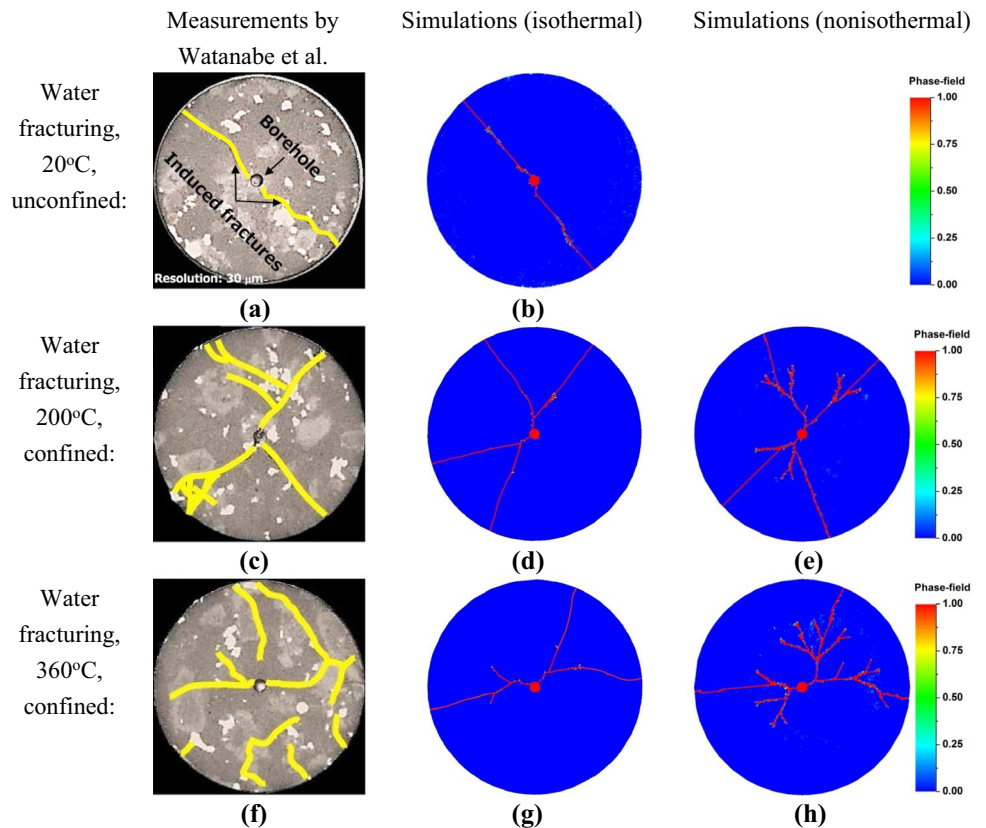 Measurements by
Watanabe et al.
Simulations (isothermal)
Simulations (nonisothermal)
Water
fracturing,
20°C,
unconfined:
Borehole
Induced fractures
Resolution: 30 μm
Phase-field
1.00
0.75
0.50
0.25
0.00
(a)
(b)
Water
fracturing,
200°C,
confined:
Phase-field
1.00
0.75
0.50
0.25
0.00
(c)
(d)
(e)
Water
fracturing,
360°C,
confined:
Phase-field
1.00
0.75
0.50
0.25
0.00
(f)
(g)
(h)